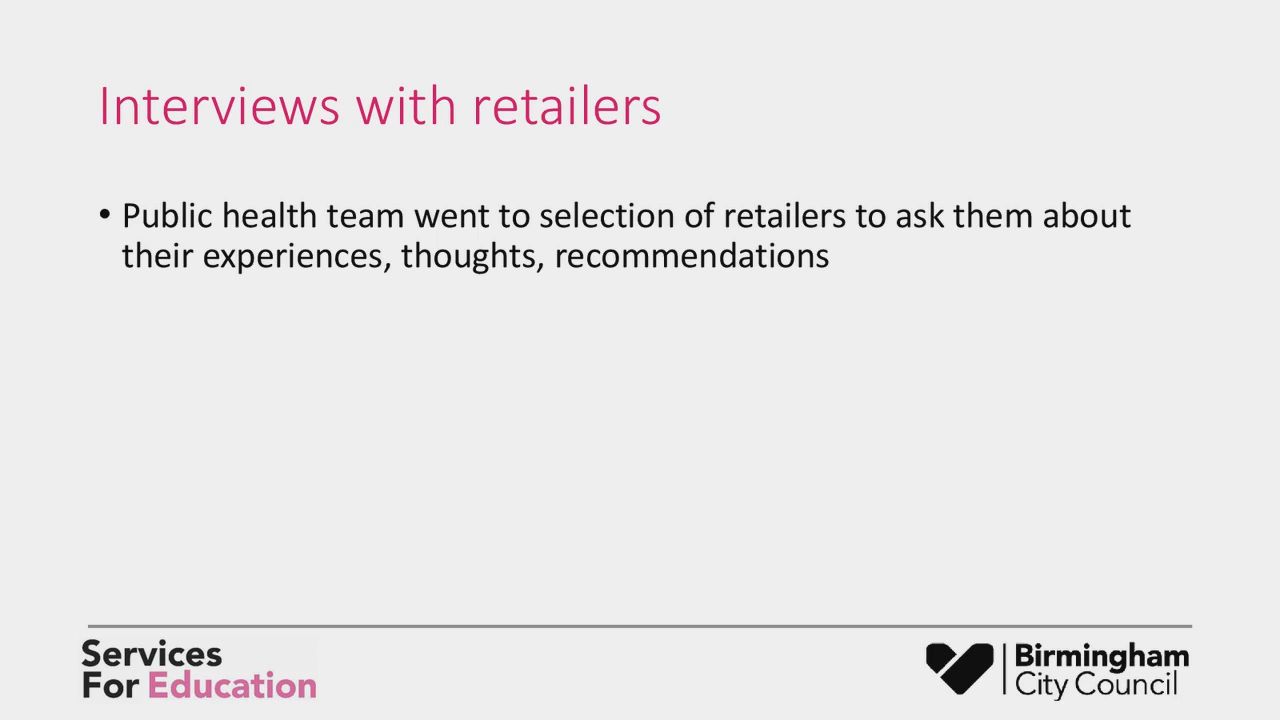 Interviews with retailers
• Public health team went to selection of retailers to ask them about
their experiences, thoughts, recommendations
Services
For Education
Birmingham
City Council